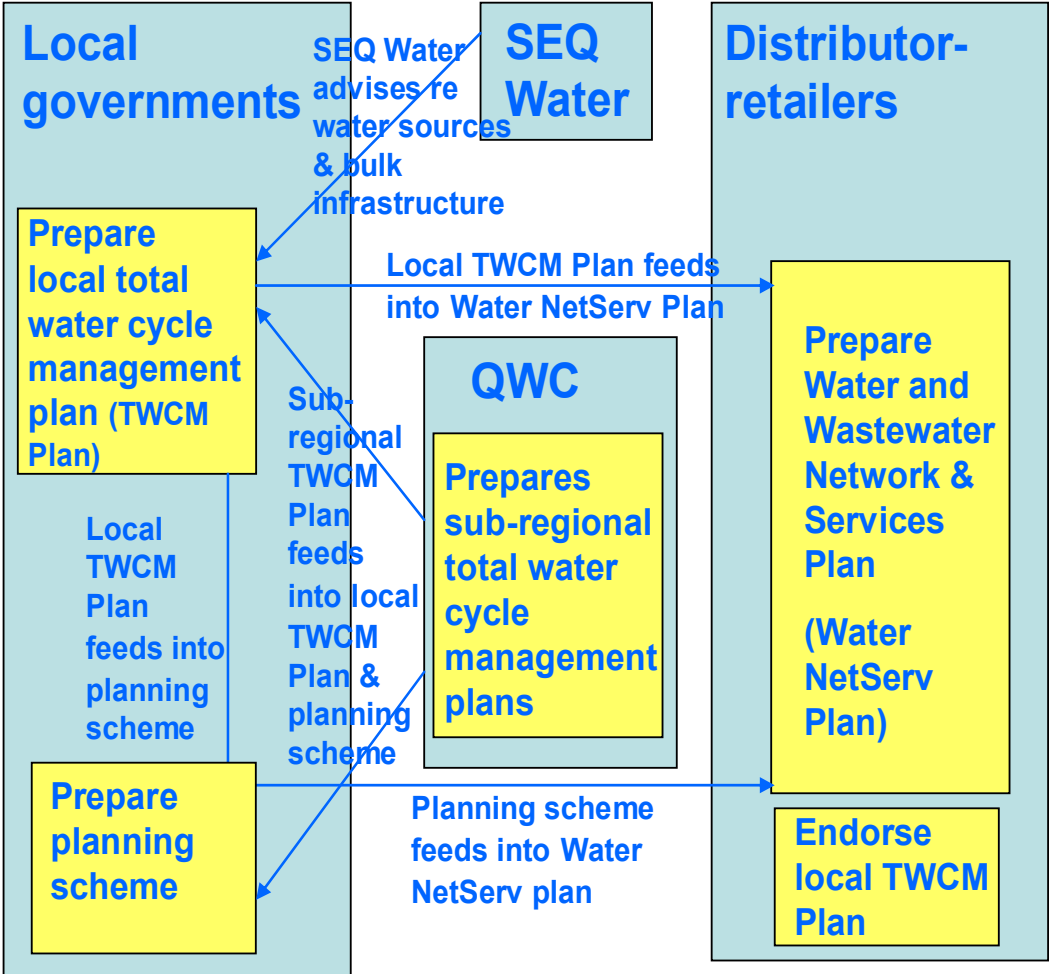 Local
governments
SEQ Water
advises re
water sources
& bulk
infrastructure
SEQ
Water
Distributor-
retailers
Prepare
local total
water cycle
management
plan (TWCM
Plan)
Local TWCM Plan feeds
into Water NetServ Plan
QWC
Prepares
sub-regional
total water
cycle
management
plans
Sub-
regional
TWCM
Plan
feeds
into local
TWCM
Plan &
planning
scheme
Local
TWCM
Plan
feeds into
planning
scheme
Prepare
planning
scheme
Planning scheme
feeds into Water
NetServ plan
Prepare
Water and
Wastewater
Network &
Services
Plan
(Water
NetServ
Plan)
Endorse
local TWCM
Plan